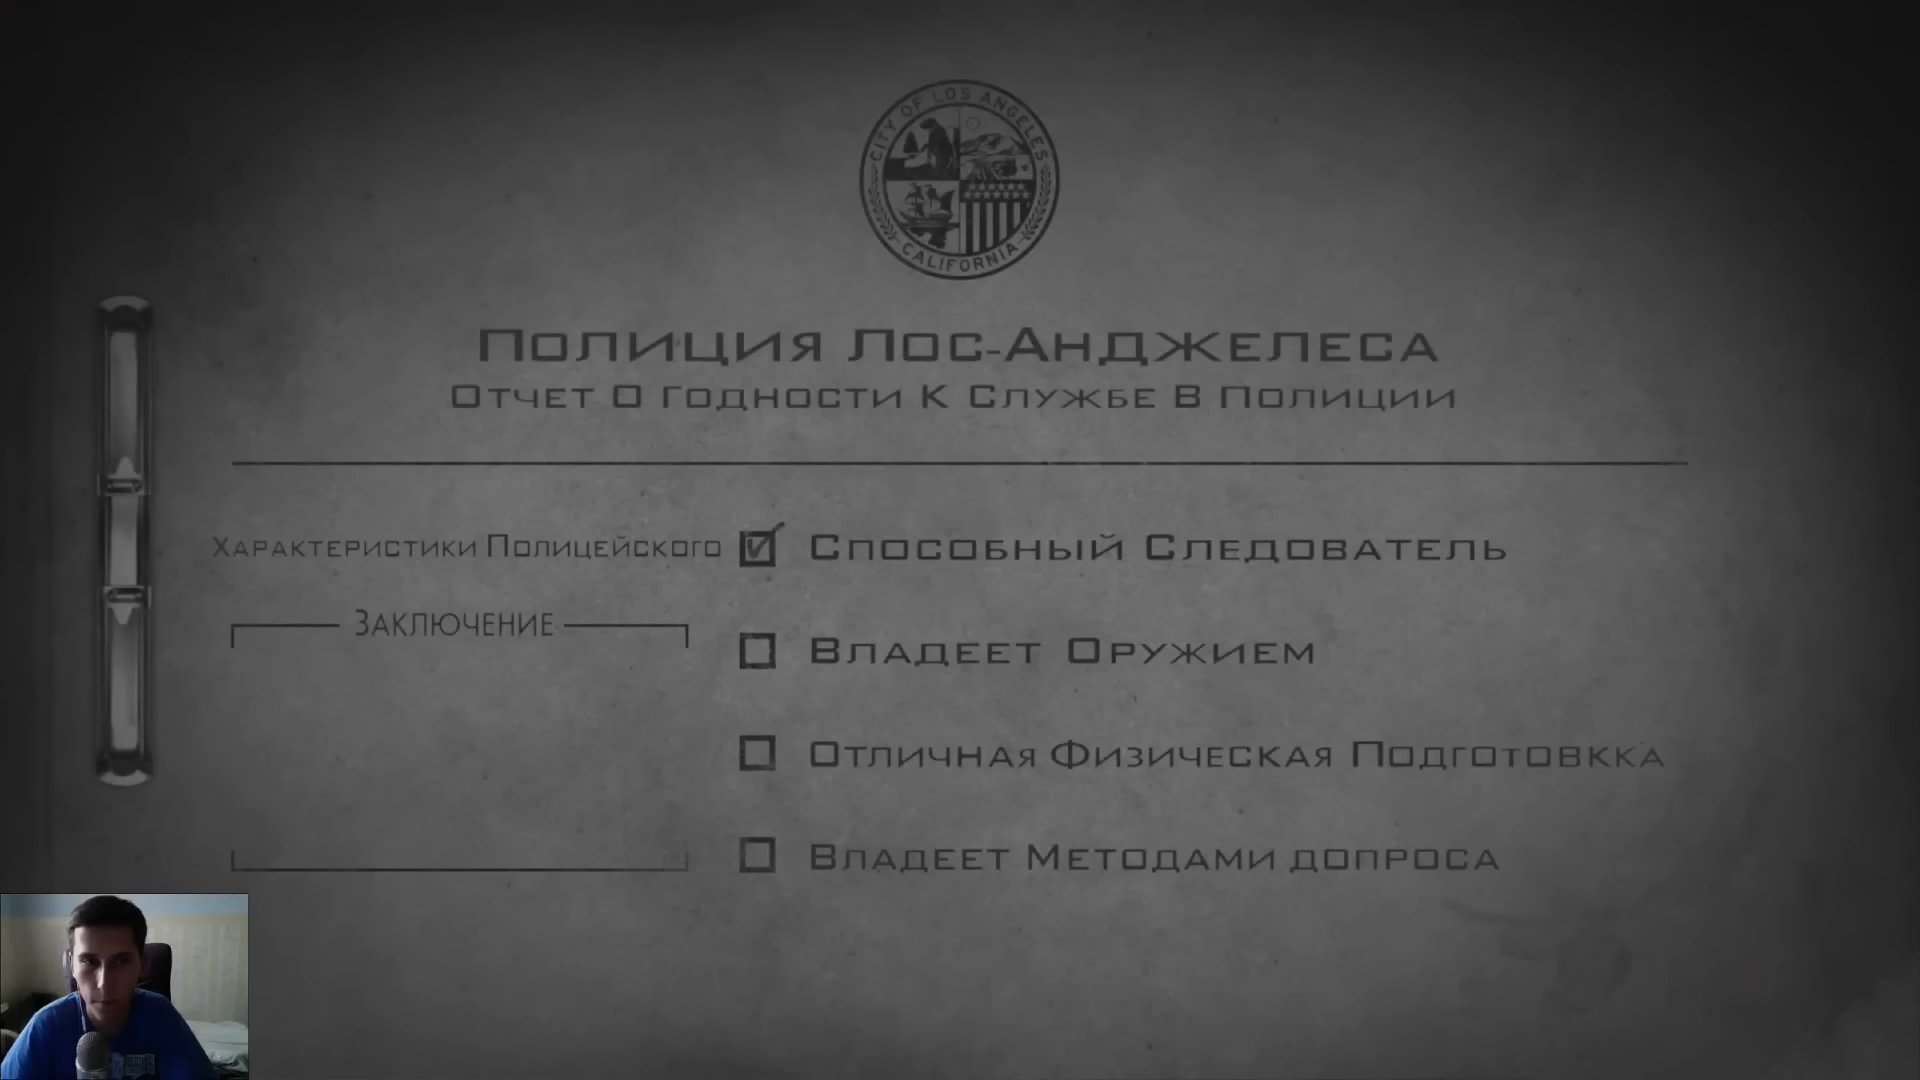 CITY OF LOS ANGELES
CALIFORNIA
Полиция Лос-Анджелеса
Отчет О годности К Службе В полиции
Характеристики Полицейского
Способный Следователь
Заключение
Владеет Оружием
Отличная Физическая Подготовкка
Владеет Методами допроса